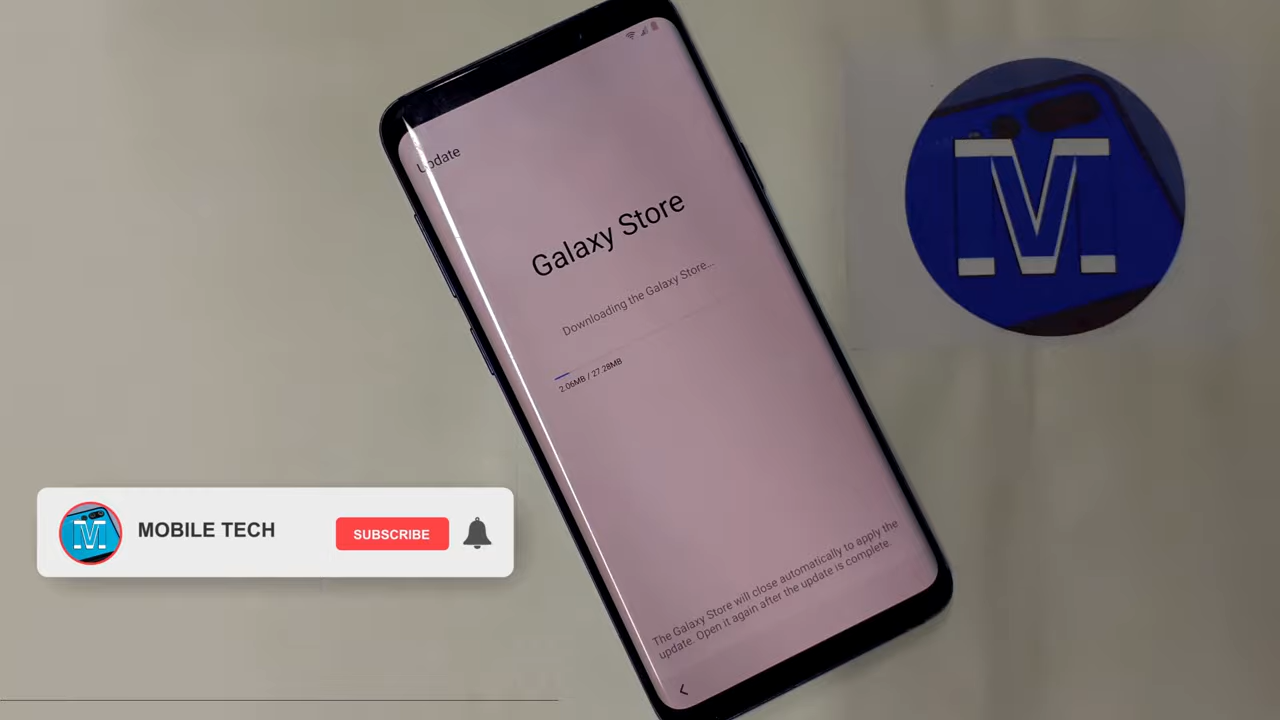 Update
Galaxy Store
Downloading the Galaxy Store...
2.06MB / 27.28MB
M
M
MOBILE TECH
SUBSCRIBE
The Galaxy Store will close automatically to apply the
update. Open it again after the update is complete.